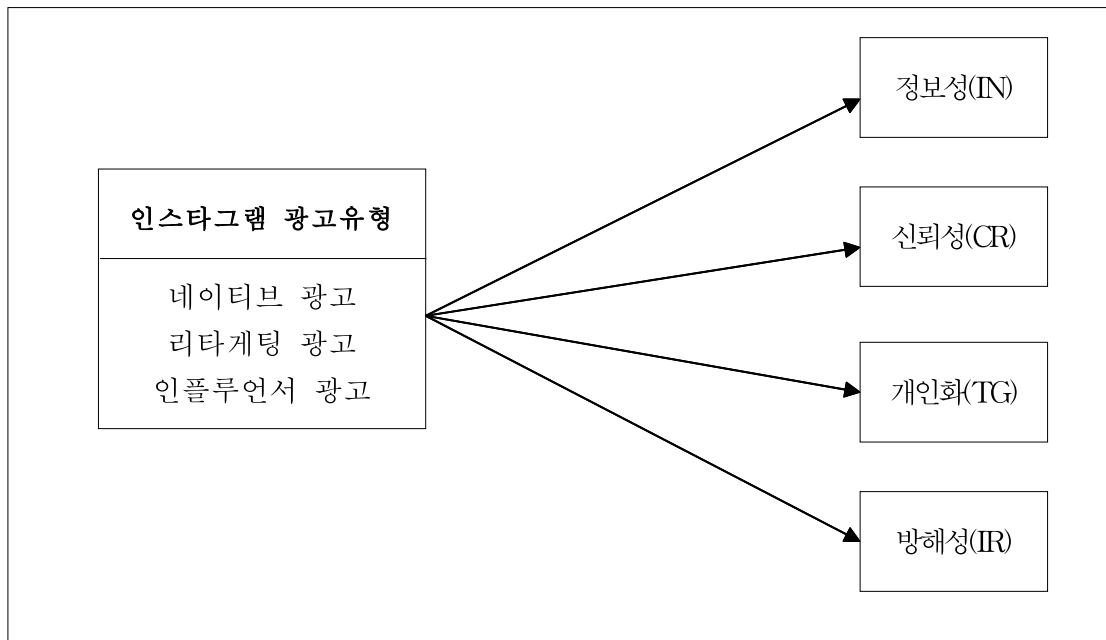 인스타그램 광고유형
네이티브 광고
리타게팅 광고
인플루언서 광고
정보성(IN)
신뢰성(CR)
개인화(TG)
방해성(IR)